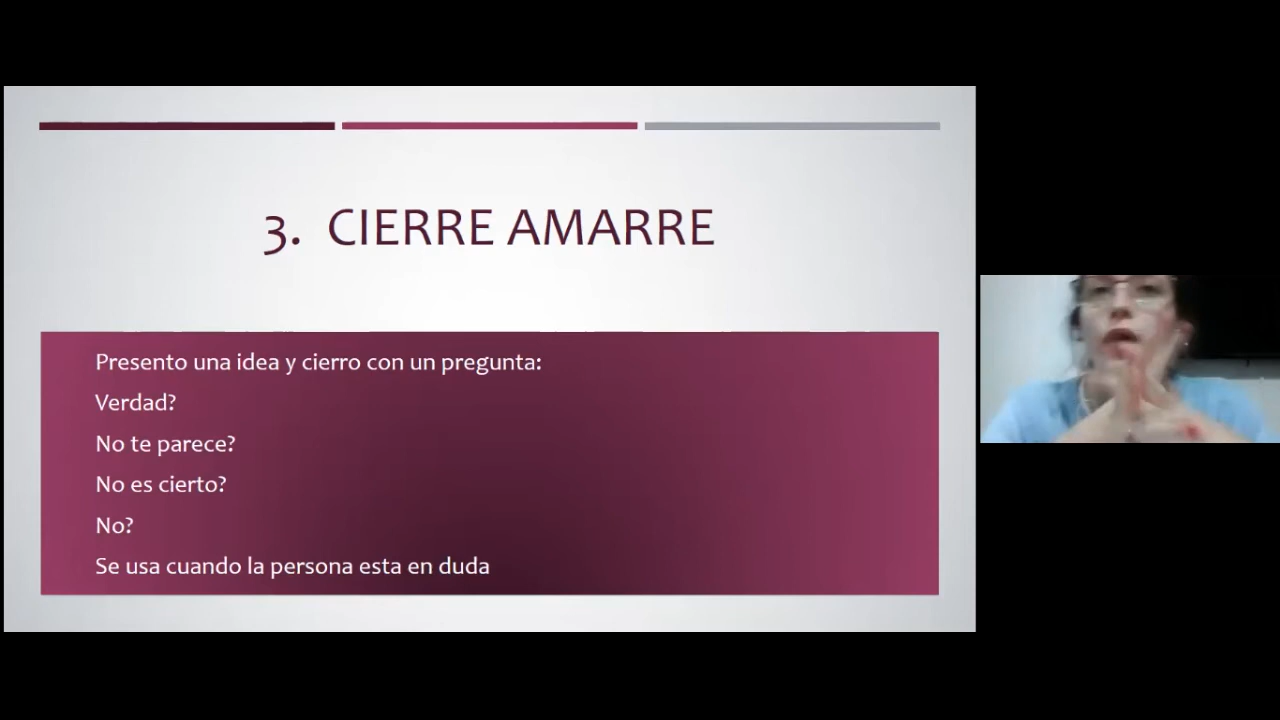 3. CIERRE AMARRE
Presento una idea y cierro con un pregunta:
Verdad?
No te parece?
No es cierto?
No?
Se usa cuando la persona esta en duda